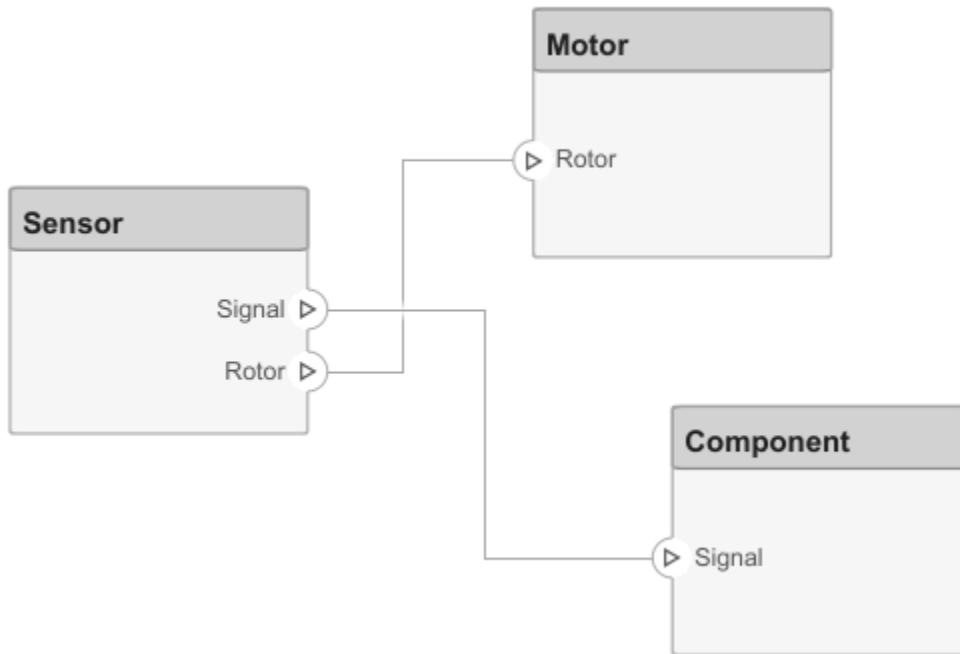 Motor
Rotor
Sensor
Signal
Rotor
Component
Signal